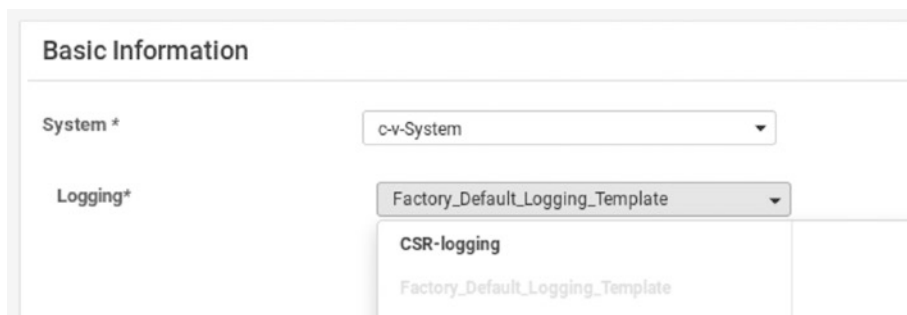 Basic Information
System * c-v-System
Logging* Factory_Default_Logging_Template
CSR-logging
Factory_Default_Logging_Template